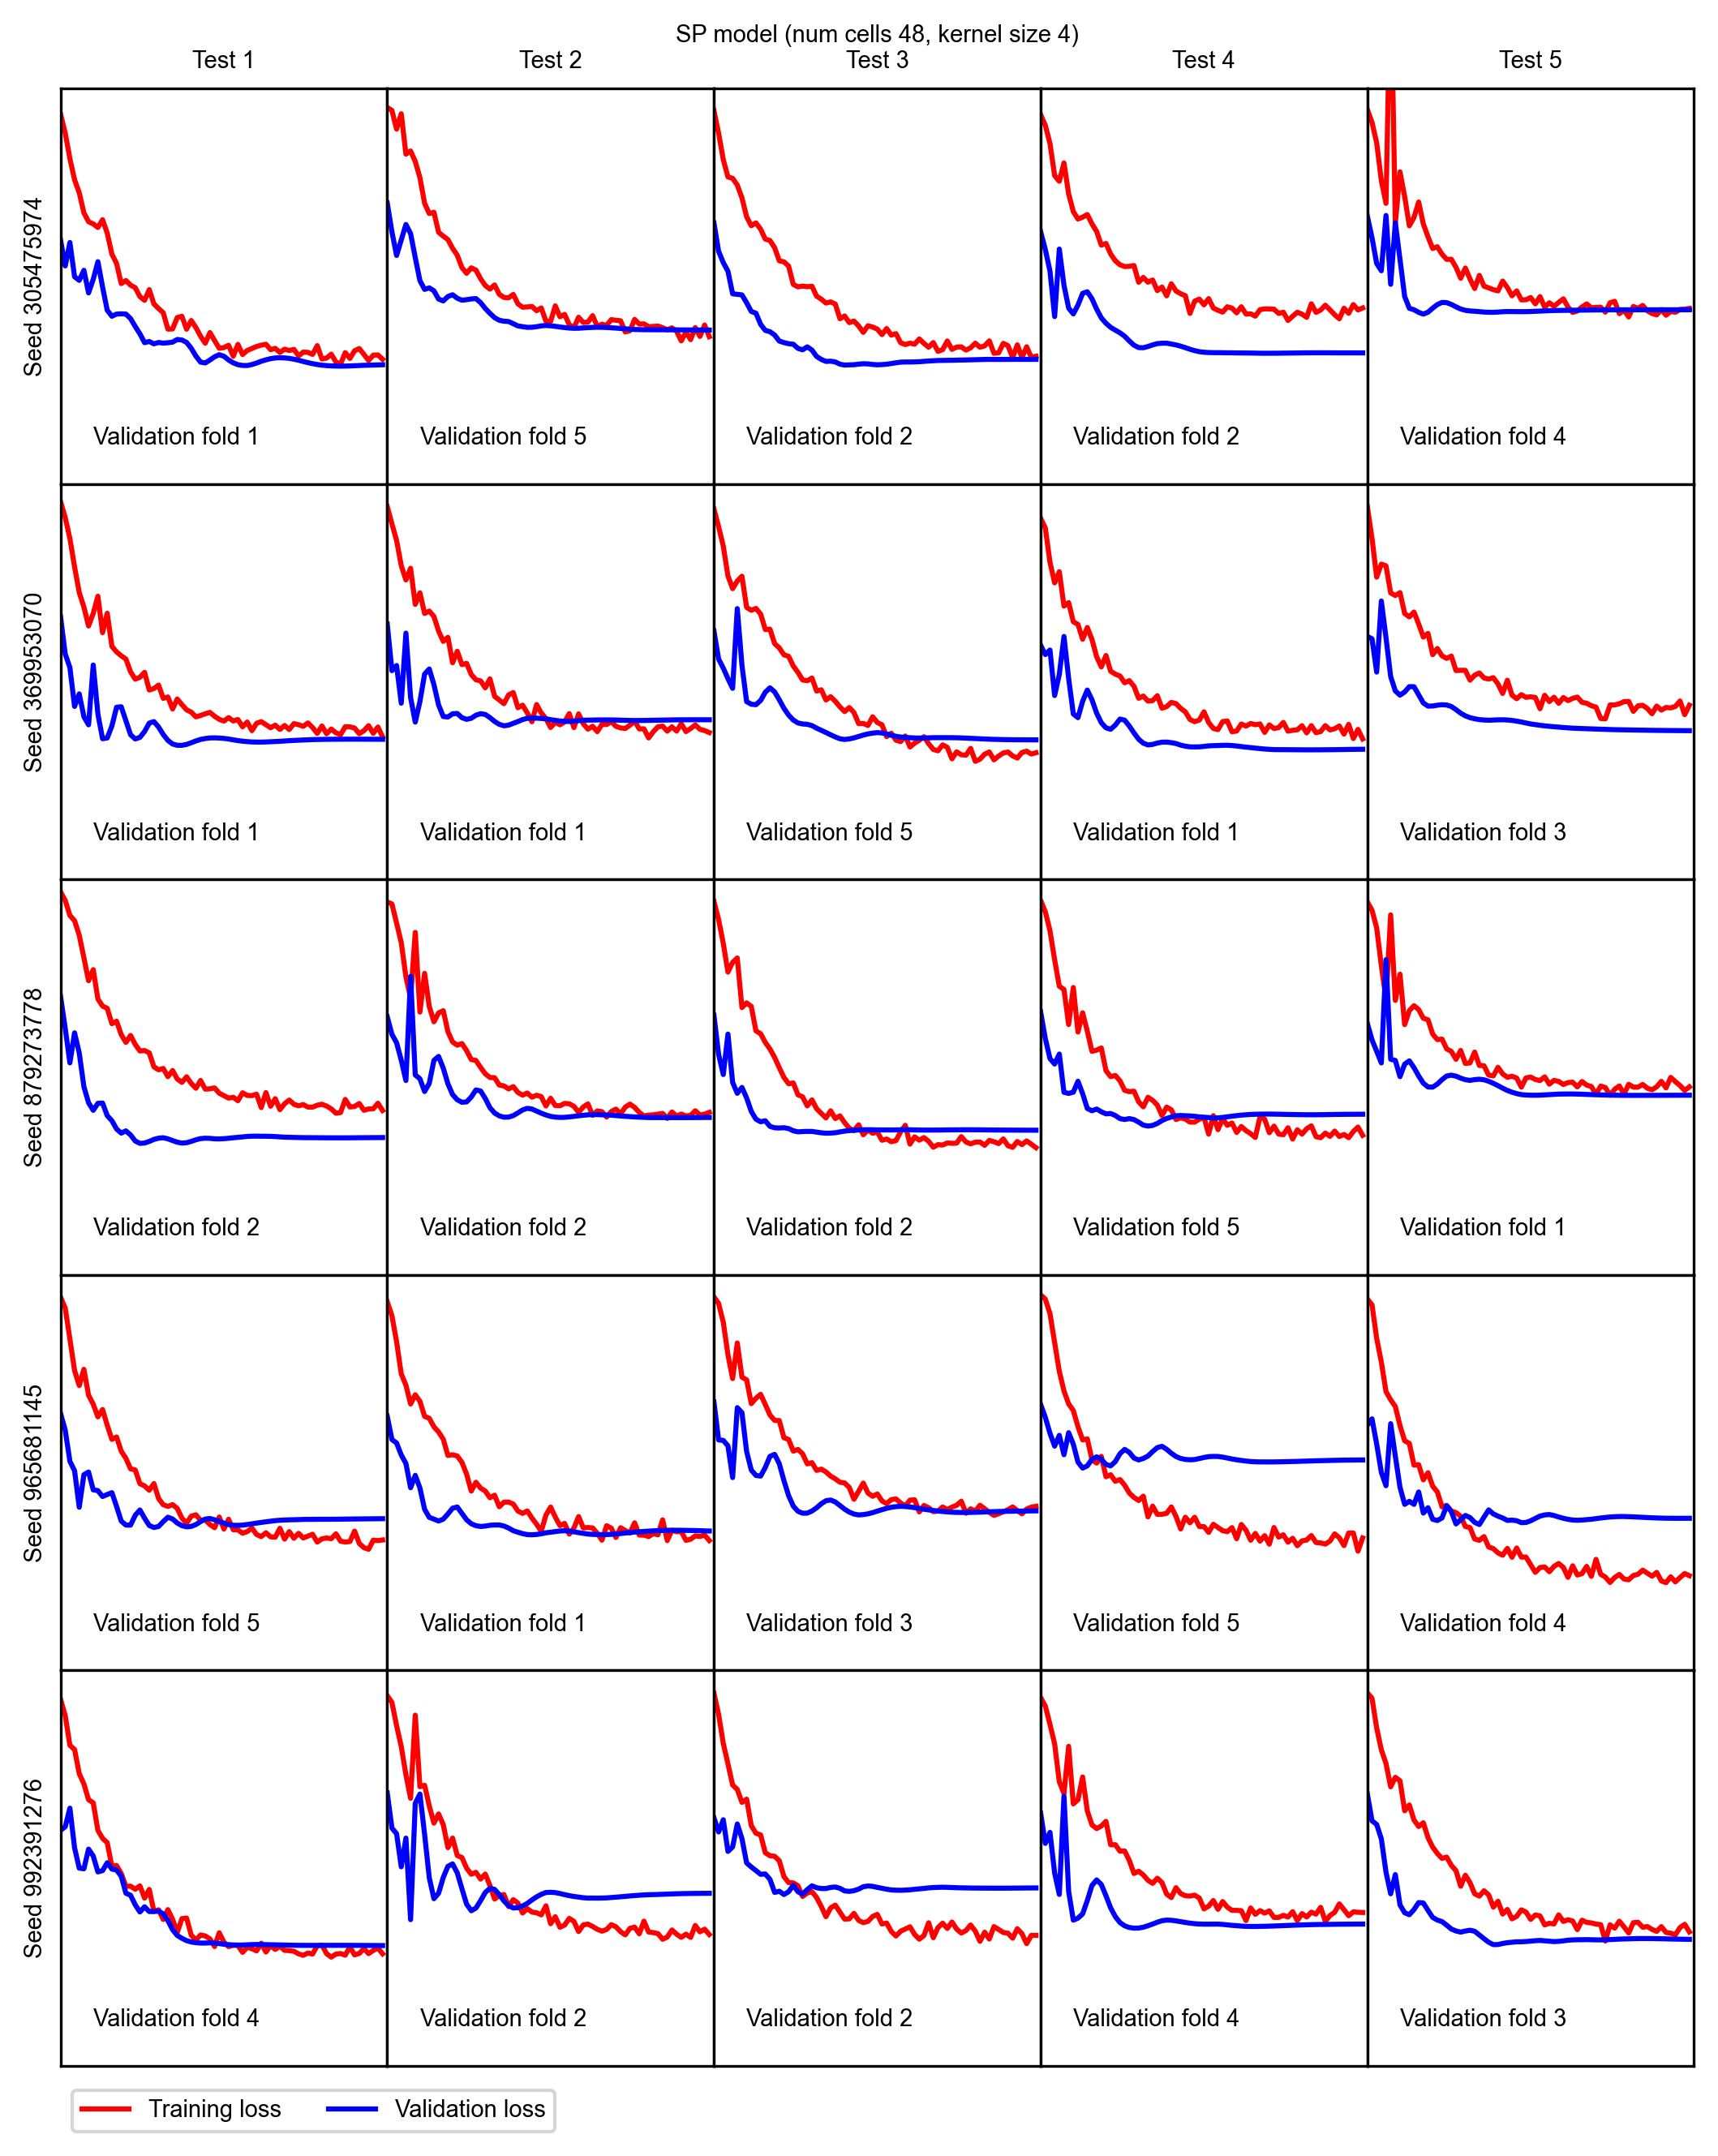 SP model (num cells 48, kernel size 4)
Test 1 Test 2 Test 3 Test 4 Test 5
Seed 305475974
Validation fold 1 Validation fold 5 Validation fold 2 Validation fold 2 Validation fold 4
Seed 369953070
Validation fold 1 Validation fold 1 Validation fold 5 Validation fold 1 Validation fold 3
Seed 879273778
Validation fold 2 Validation fold 2 Validation fold 2 Validation fold 5 Validation fold 1
Seed 965681145
Validation fold 5 Validation fold 1 Validation fold 3 Validation fold 5 Validation fold 4
Seed 992391276
Validation fold 4 Validation fold 2 Validation fold 2 Validation fold 4 Validation fold 3
Training loss Validation loss